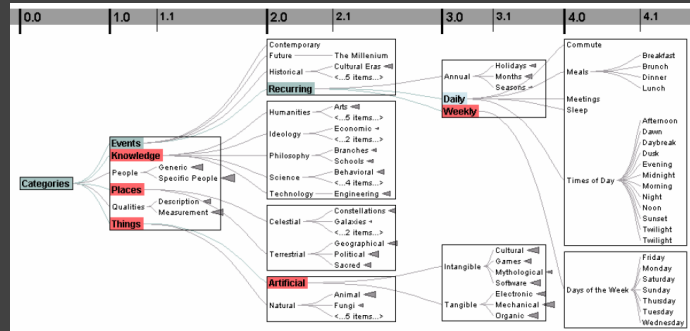 0.0
1.0
1.1
2.0
2.1
3.0
3.1
4.0
4.1
Categories
Events
Knowledge
People
Generic
Specific People
Places
Qualities
Description
Measurement
Things
Contemporary
Future
The Millenium
Historical
Cultural Eras
<...5 items...>
Recurring
Humanities
Arts
<...5 items...>
Ideology
Economic
<...2 items...>
Philosophy
Branches
Schools
Science
Behavioral
<...4 items...>
Technology
Engineering
Celestial
Constellations
Galaxies
<...2 items...>
Terrestrial
Geographical
Political
Sacred
Artificial
Natural
Animal
Fungi
<...5 items...>
Annual
Holidays
Months
Seasons
Daily
Weekly
Intangible
Cultural
Games
Mythological
Software
Tangible
Electronic
Mechanical
Organic
Commute
Meals
Breakfast
Brunch
Dinner
Lunch
Meetings
Sleep
Times of Day
Afternoon
Dawn
Daybreak
Dusk
Evening
Midnight
Morning
Night
Noon
Sunset
Twilight
Twilight
Days of the Week
Friday
Monday
Saturday
Sunday
Thursday
Tuesday
Wednesday